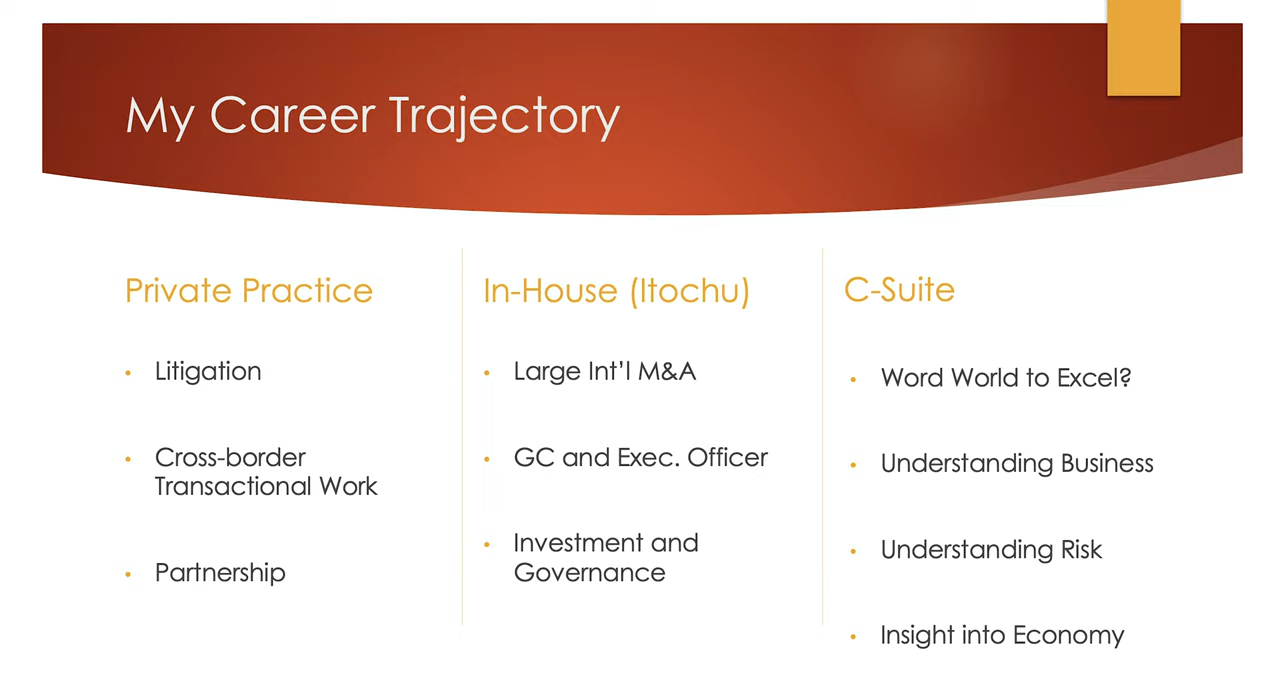 My Career Trajectory
Private Practice
• Litigation
• Cross-border
Transactional Work
• Partnership
In-House (Itochu)
• Large Int’l M&A
• GC and Exec. Officer
• Investment and
Governance
C-Suite
• Word World to Excel?
• Understanding Business
• Understanding Risk
• Insight into Economy